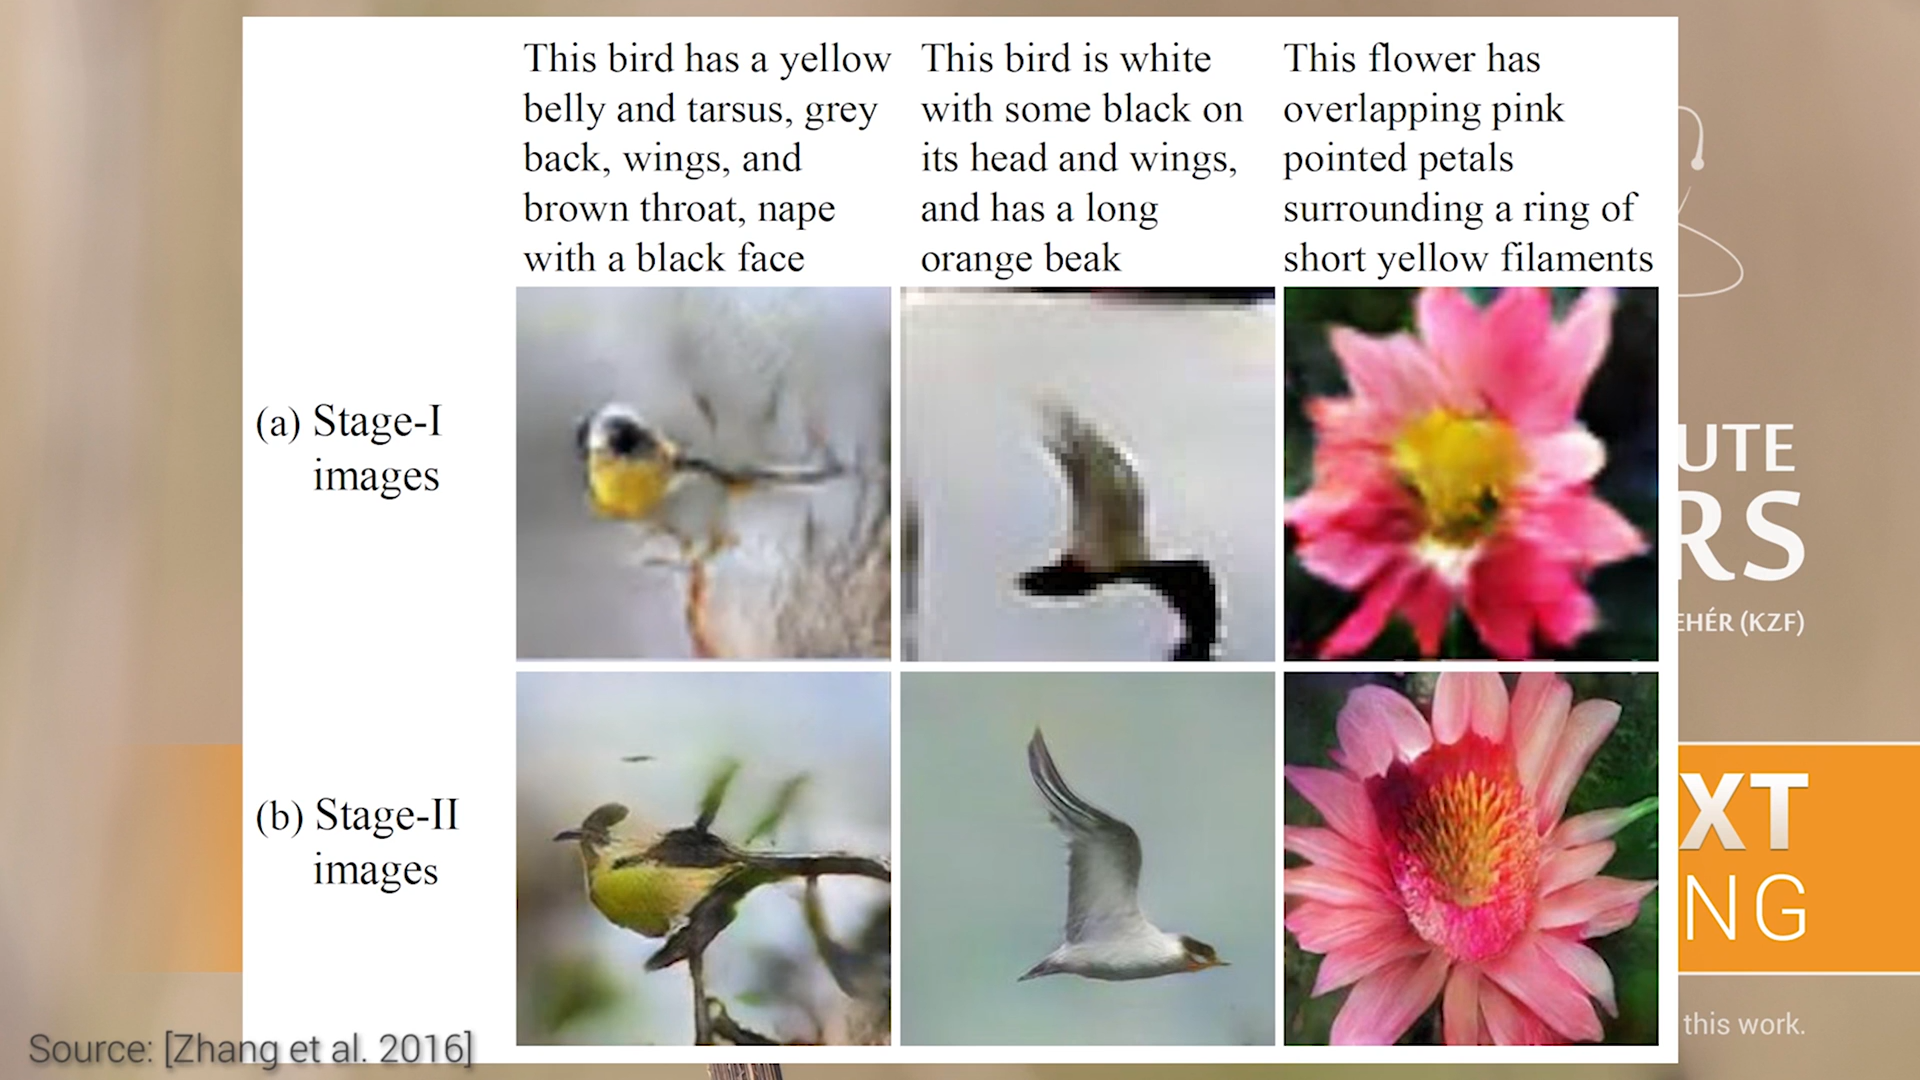 This bird has a yellow
belly and tarsus, grey
back, wings, and
brown throat, nape
with a black face
This bird is white
with some black on
its head and wings,
and has a long
orange beak
This flower has
overlapping pink
pointed petals
surrounding a ring of
short yellow filaments
(a) Stage-I
images
(b) Stage-II
images
UTE
RS
EHÉR (KZF)
XT
NG
this work.
Source: [Zhang et al. 2016]